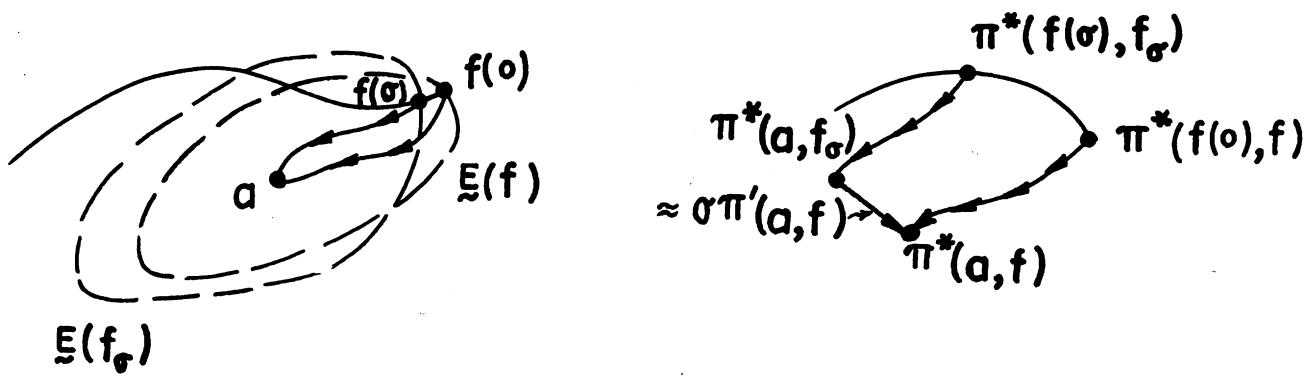 f(σ)
f(0)
a
E(f)
E(f_σ)
π*(f(σ), f_σ)
π*(a, f_σ)
π*(f(0), f)
≈ σπ'(a, f)
π*(a, f)